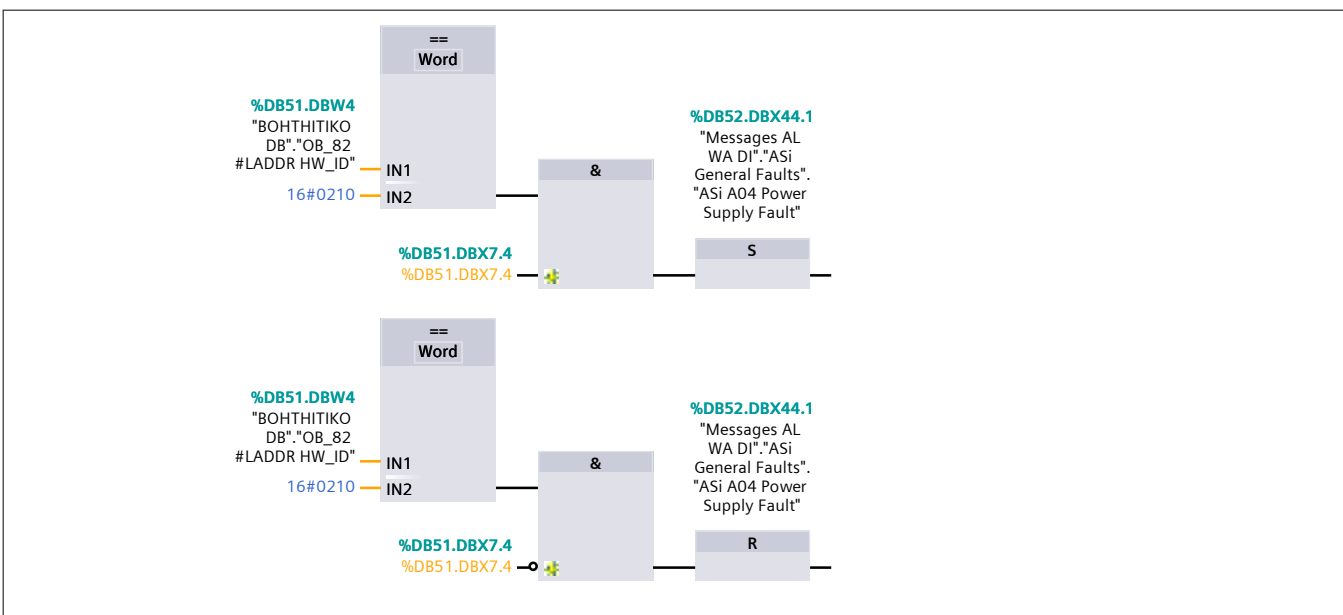 ==
Word
%DB51.DBW4
"BOHTHITIKO
DB"."OB_82
#LADDR HW_ID"
IN1
16#0210
IN2
&
%DB51.DBX7.4
%DB51.DBX7.4
%DB52.DBX44.1
"Messages AL
WA DI"."ASi
General Faults".
"ASi A04 Power
Supply Fault"
S
==
Word
%DB51.DBW4
"BOHTHITIKO
DB"."OB_82
#LADDR HW_ID"
IN1
16#0210
IN2
&
%DB51.DBX7.4
%DB51.DBX7.4
%DB52.DBX44.1
"Messages AL
WA DI"."ASi
General Faults".
"ASi A04 Power
Supply Fault"
R